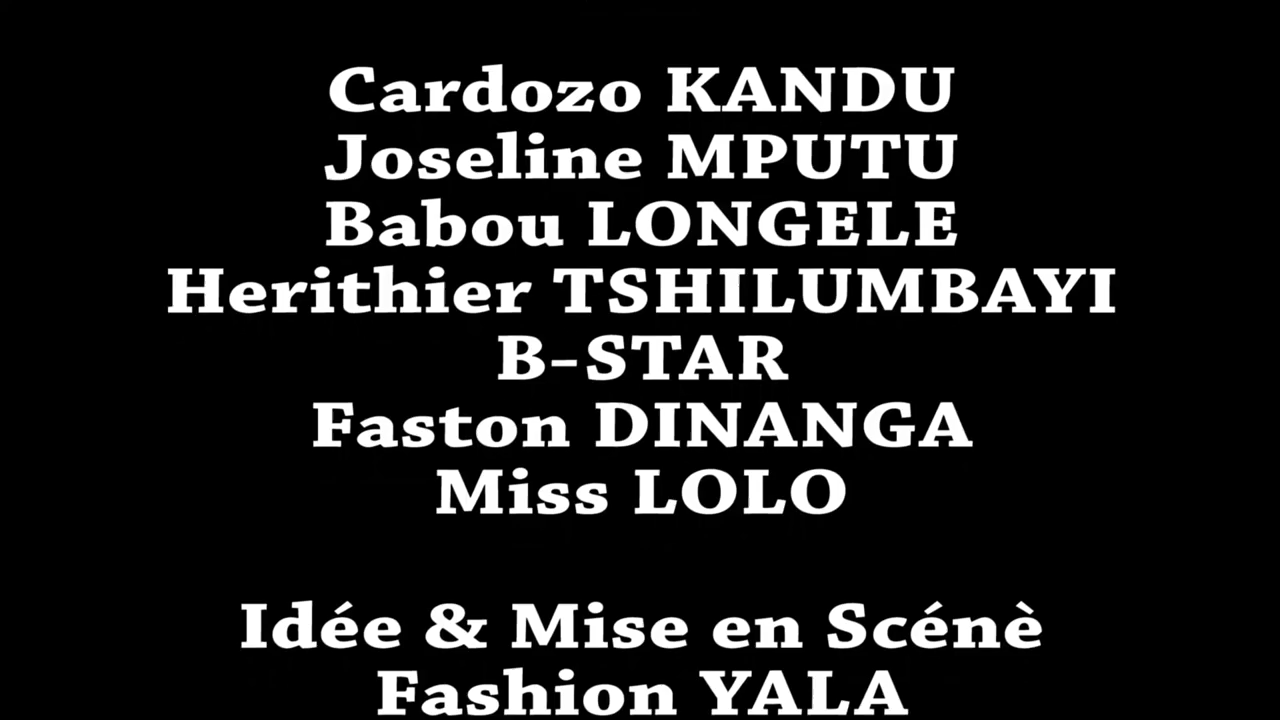 Cardozo KANDU
Joseline MPUTU
Babou LONGELE
Herithier TSHILUMBAYI
B-STAR
Faston DINANGA
Miss LOLO
Idée & Mise en Scénè
Fashion YALA